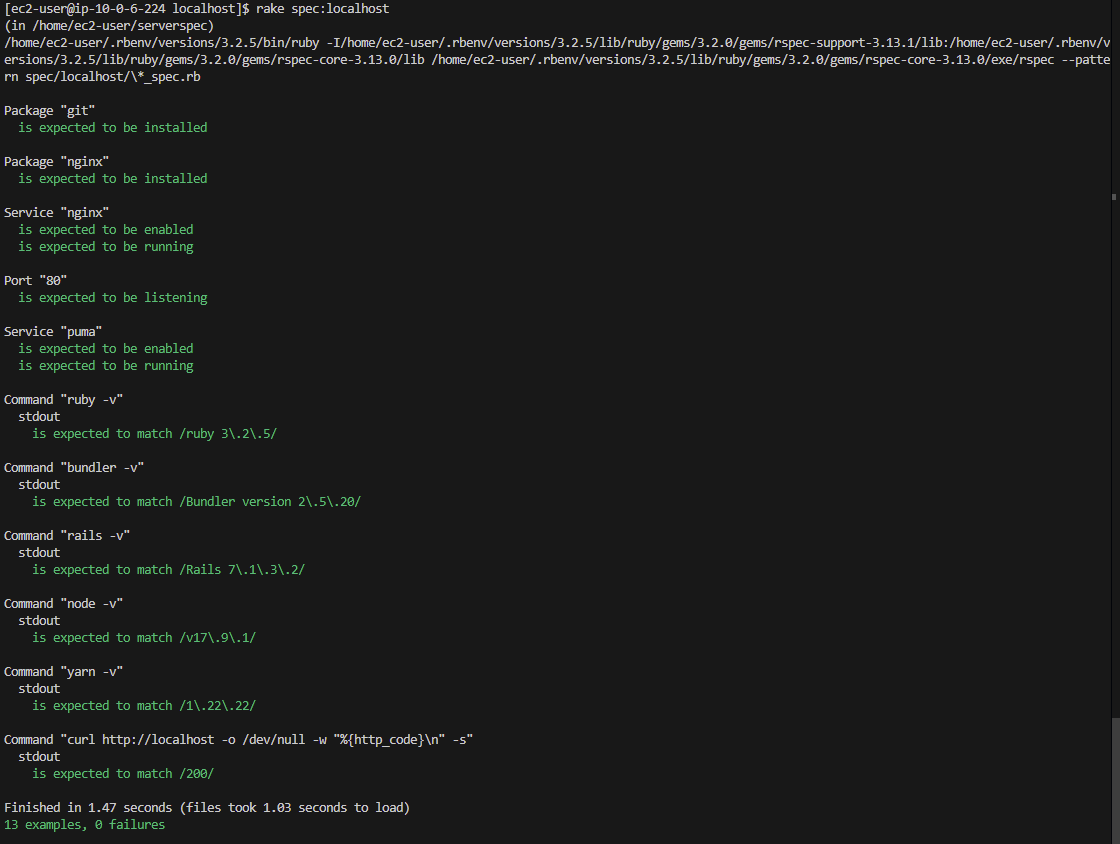 [ec2-user@ip-10-0-6-224 localhost]$ rake spec:localhost
(in /home/ec2-user/serverspec)
/home/ec2-user/.rbenv/versions/3.2.5/bin/ruby -I/home/ec2-user/.rbenv/versions/3.2.5/lib/ruby/gems/3.2.0/gems/rspec-support-3.13.1/lib:/home/ec2-user/.rbenv/v
ersions/3.2.5/lib/ruby/gems/3.2.0/gems/rspec-core-3.13.0/lib /home/ec2-user/.rbenv/versions/3.2.5/lib/ruby/gems/3.2.0/gems/rspec-core-3.13.0/exe/rspec --patte
rn spec/localhost/\*_spec.rb
Package "git"
is expected to be installed
Package "nginx"
is expected to be installed
Service "nginx"
is expected to be enabled
is expected to be running
Port "80"
is expected to be listening
Service "puma"
is expected to be enabled
is expected to be running
Command "ruby -v"
stdout
is expected to match /ruby 3\.2\.5/
Command "bundler -v"
stdout
is expected to match /Bundler version 2\.5\.20/
Command "rails -v"
stdout
is expected to match /Rails 7\.1\.3\.2/
Command "node -v"
stdout
is expected to match /v17\.9\.1/
Command "yarn -v"
stdout
is expected to match /1\.22\.22/
Command "curl http://localhost -o /dev/null -w "%{http_code}\n" -s"
stdout
is expected to match /200/
Finished in 1.47 seconds (files took 1.03 seconds to load)
13 examples, 0 failures